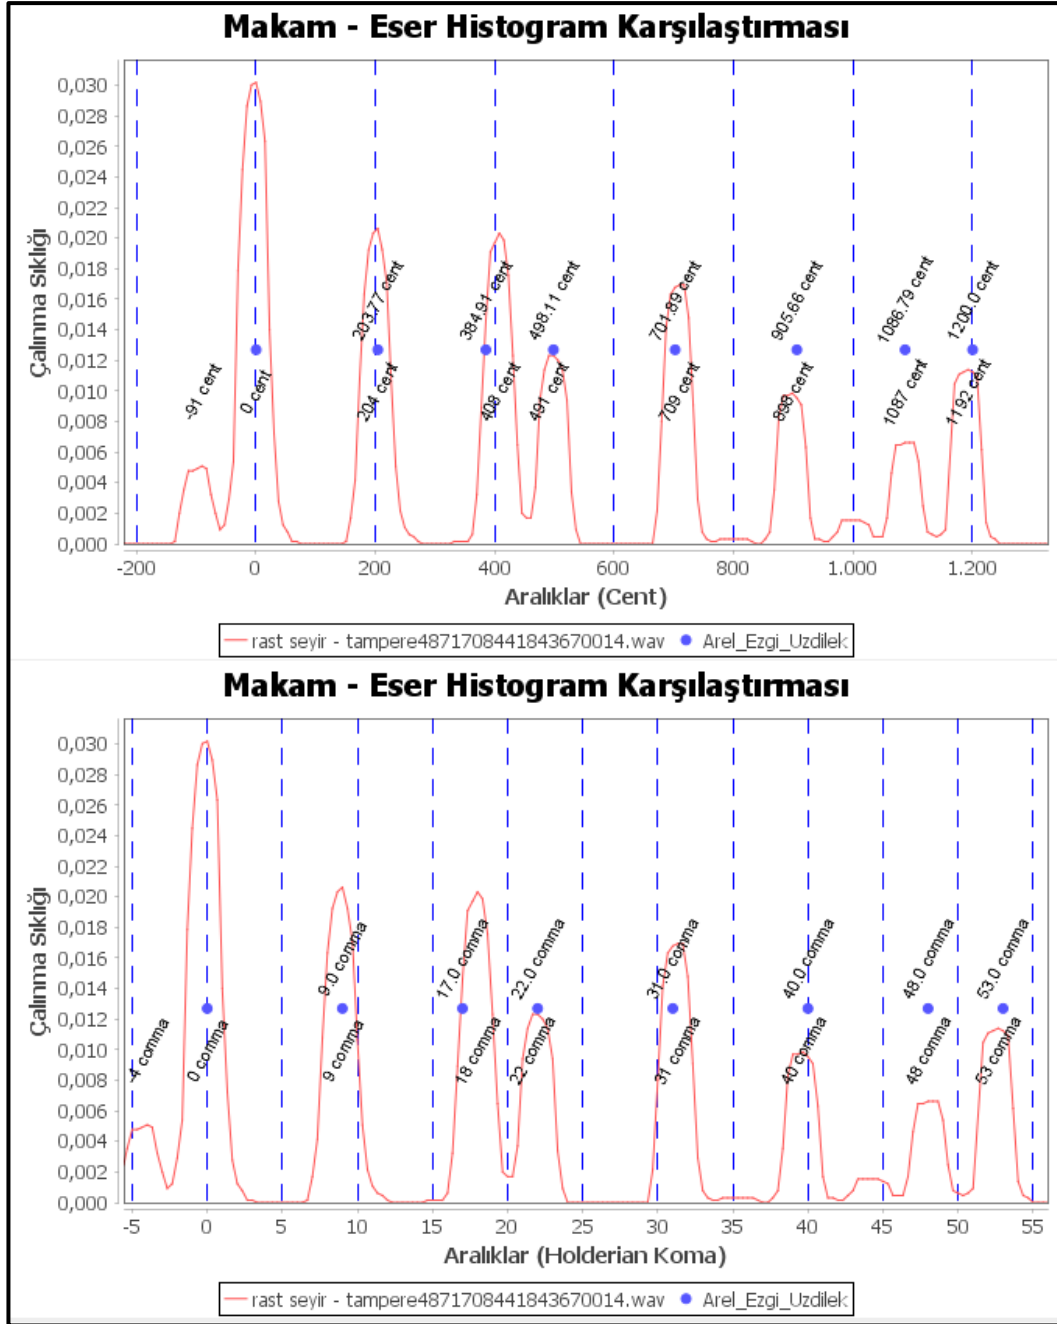 Makam - Eser Histogram Karşılaştırması
Çalınma Sıklığı
0,030
0,028
0,026
0,024
0,022
0,020
0,018
0,016
0,014
0,012
0,010
0,008
0,006
0,004
0,002
0,000
203.77 cent
384.91 cent
498.11 cent
701.89 cent
905.66 cent
1086.79 cent
1200.0 cent
-91 cent
0 cent
204 cent
408 cent
491 cent
709 cent
898 cent
1087 cent
1192 cent
-200 0 200 400 600 800 1.000 1.200
Aralıklar (Cent)
rast seyir - tampere4871708441843670014.wav Arel_Ezgi_Uzdilek
Makam - Eser Histogram Karşılaştırması
Çalınma Sıklığı
0,030
0,028
0,026
0,024
0,022
0,020
0,018
0,016
0,014
0,012
0,010
0,008
0,006
0,004
0,002
0,000
9.0 comma
17.0 comma
22.0 comma
31.0 comma
40.0 comma
48.0 comma
53.0 comma
-4 comma
0 comma
9 comma
18 comma
22 comma
31 comma
40 comma
48 comma
53 comma
-5 0 5 10 15 20 25 30 35 40 45 50 55
Aralıklar (Holderian Koma)
rast seyir - tampere4871708441843670014.wav Arel_Ezgi_Uzdilek